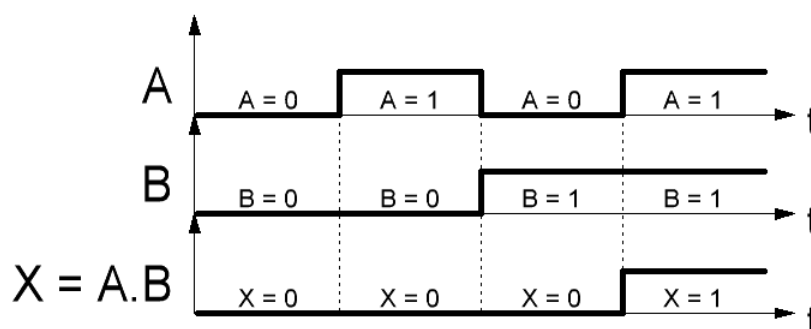 A
A = 0 A = 1 A = 0 A = 1
t
B
B = 0 B = 0 B = 1 B = 1
t
X = A.B
X = 0 X = 0 X = 0 X = 1
t